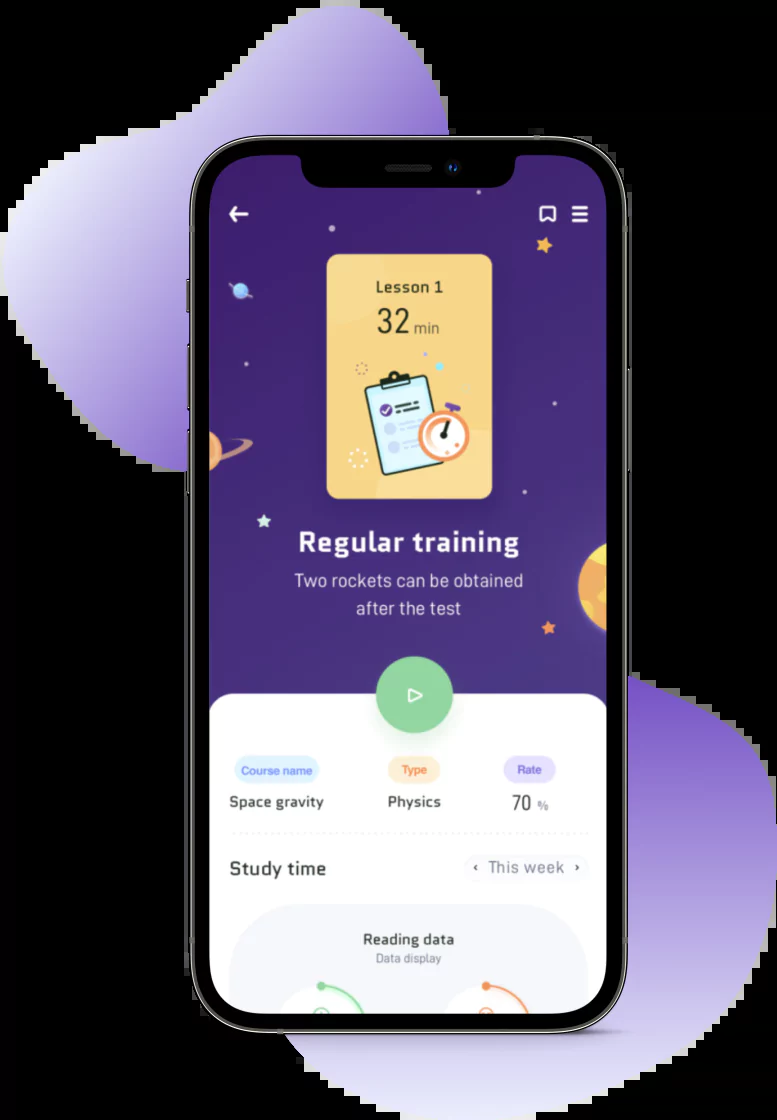 Lesson 1
32 min
Regular training
Two rockets can be obtained
after the test
Course name
Type
Rate
Space gravity
Physics
70 %
Study time
‹ This week ›
Reading data
Data display